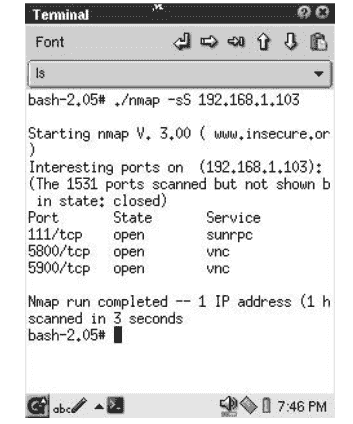 Terminal
Font
ls
bash-2.05# ./nmap -sS 192.168.1.103
Starting nmap V. 3.00 ( www.insecure.or
)
Interesting ports on  (192.168.1.103):
(The 1531 ports scanned but not shown b
 in state: closed)
Port State Service
111/tcp open sunrpc
5800/tcp open vnc
5900/tcp open vnc
Nmap run completed -- 1 IP address (1 h
scanned in 3 seconds
bash-2.05#
abc 7:46 PM